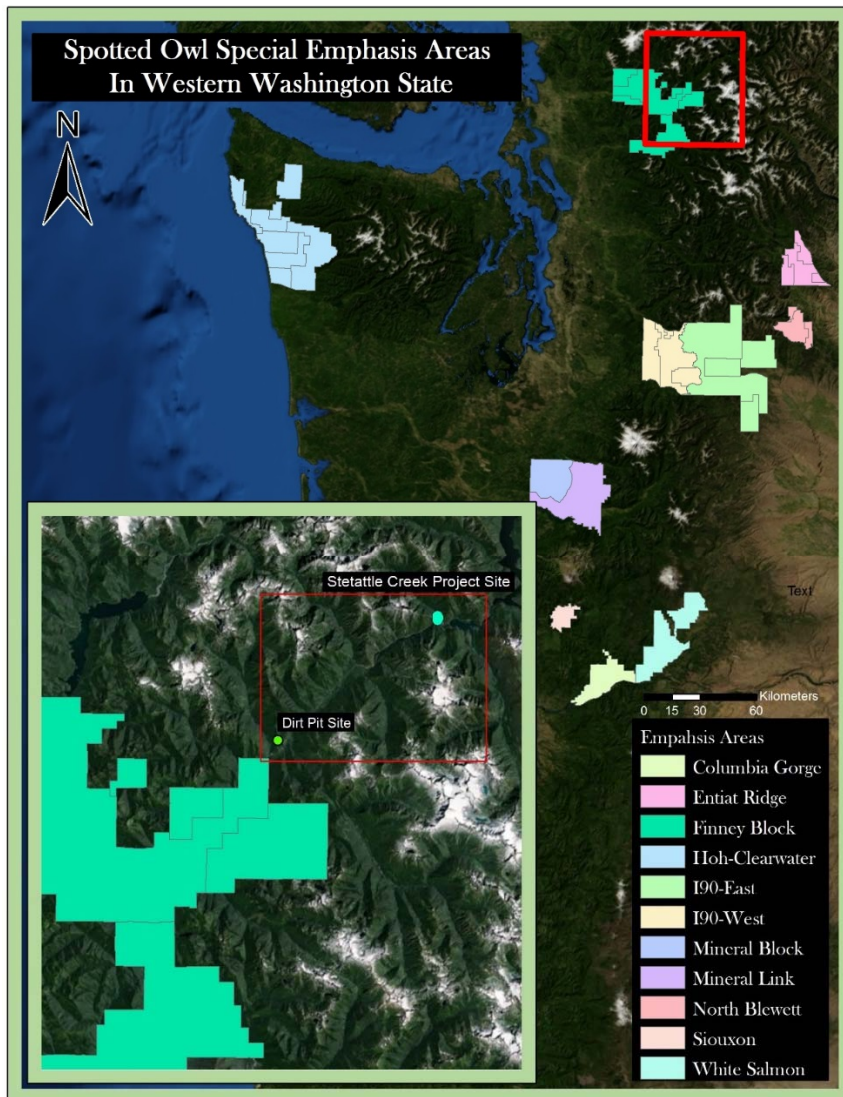 Spotted Owl Special Emphasis Areas
In Western Washington State
N
Stetattle Creek Project Site
Dirt Pit Site
Text
Kilometers
0 15 30 60
Empahsis Areas
Columbia Gorge
Entiat Ridge
Finney Block
Hoh-Clearwater
I90-East
I90-West
Mineral Block
Mineral Link
North Blewett
Siouxon
White Salmon